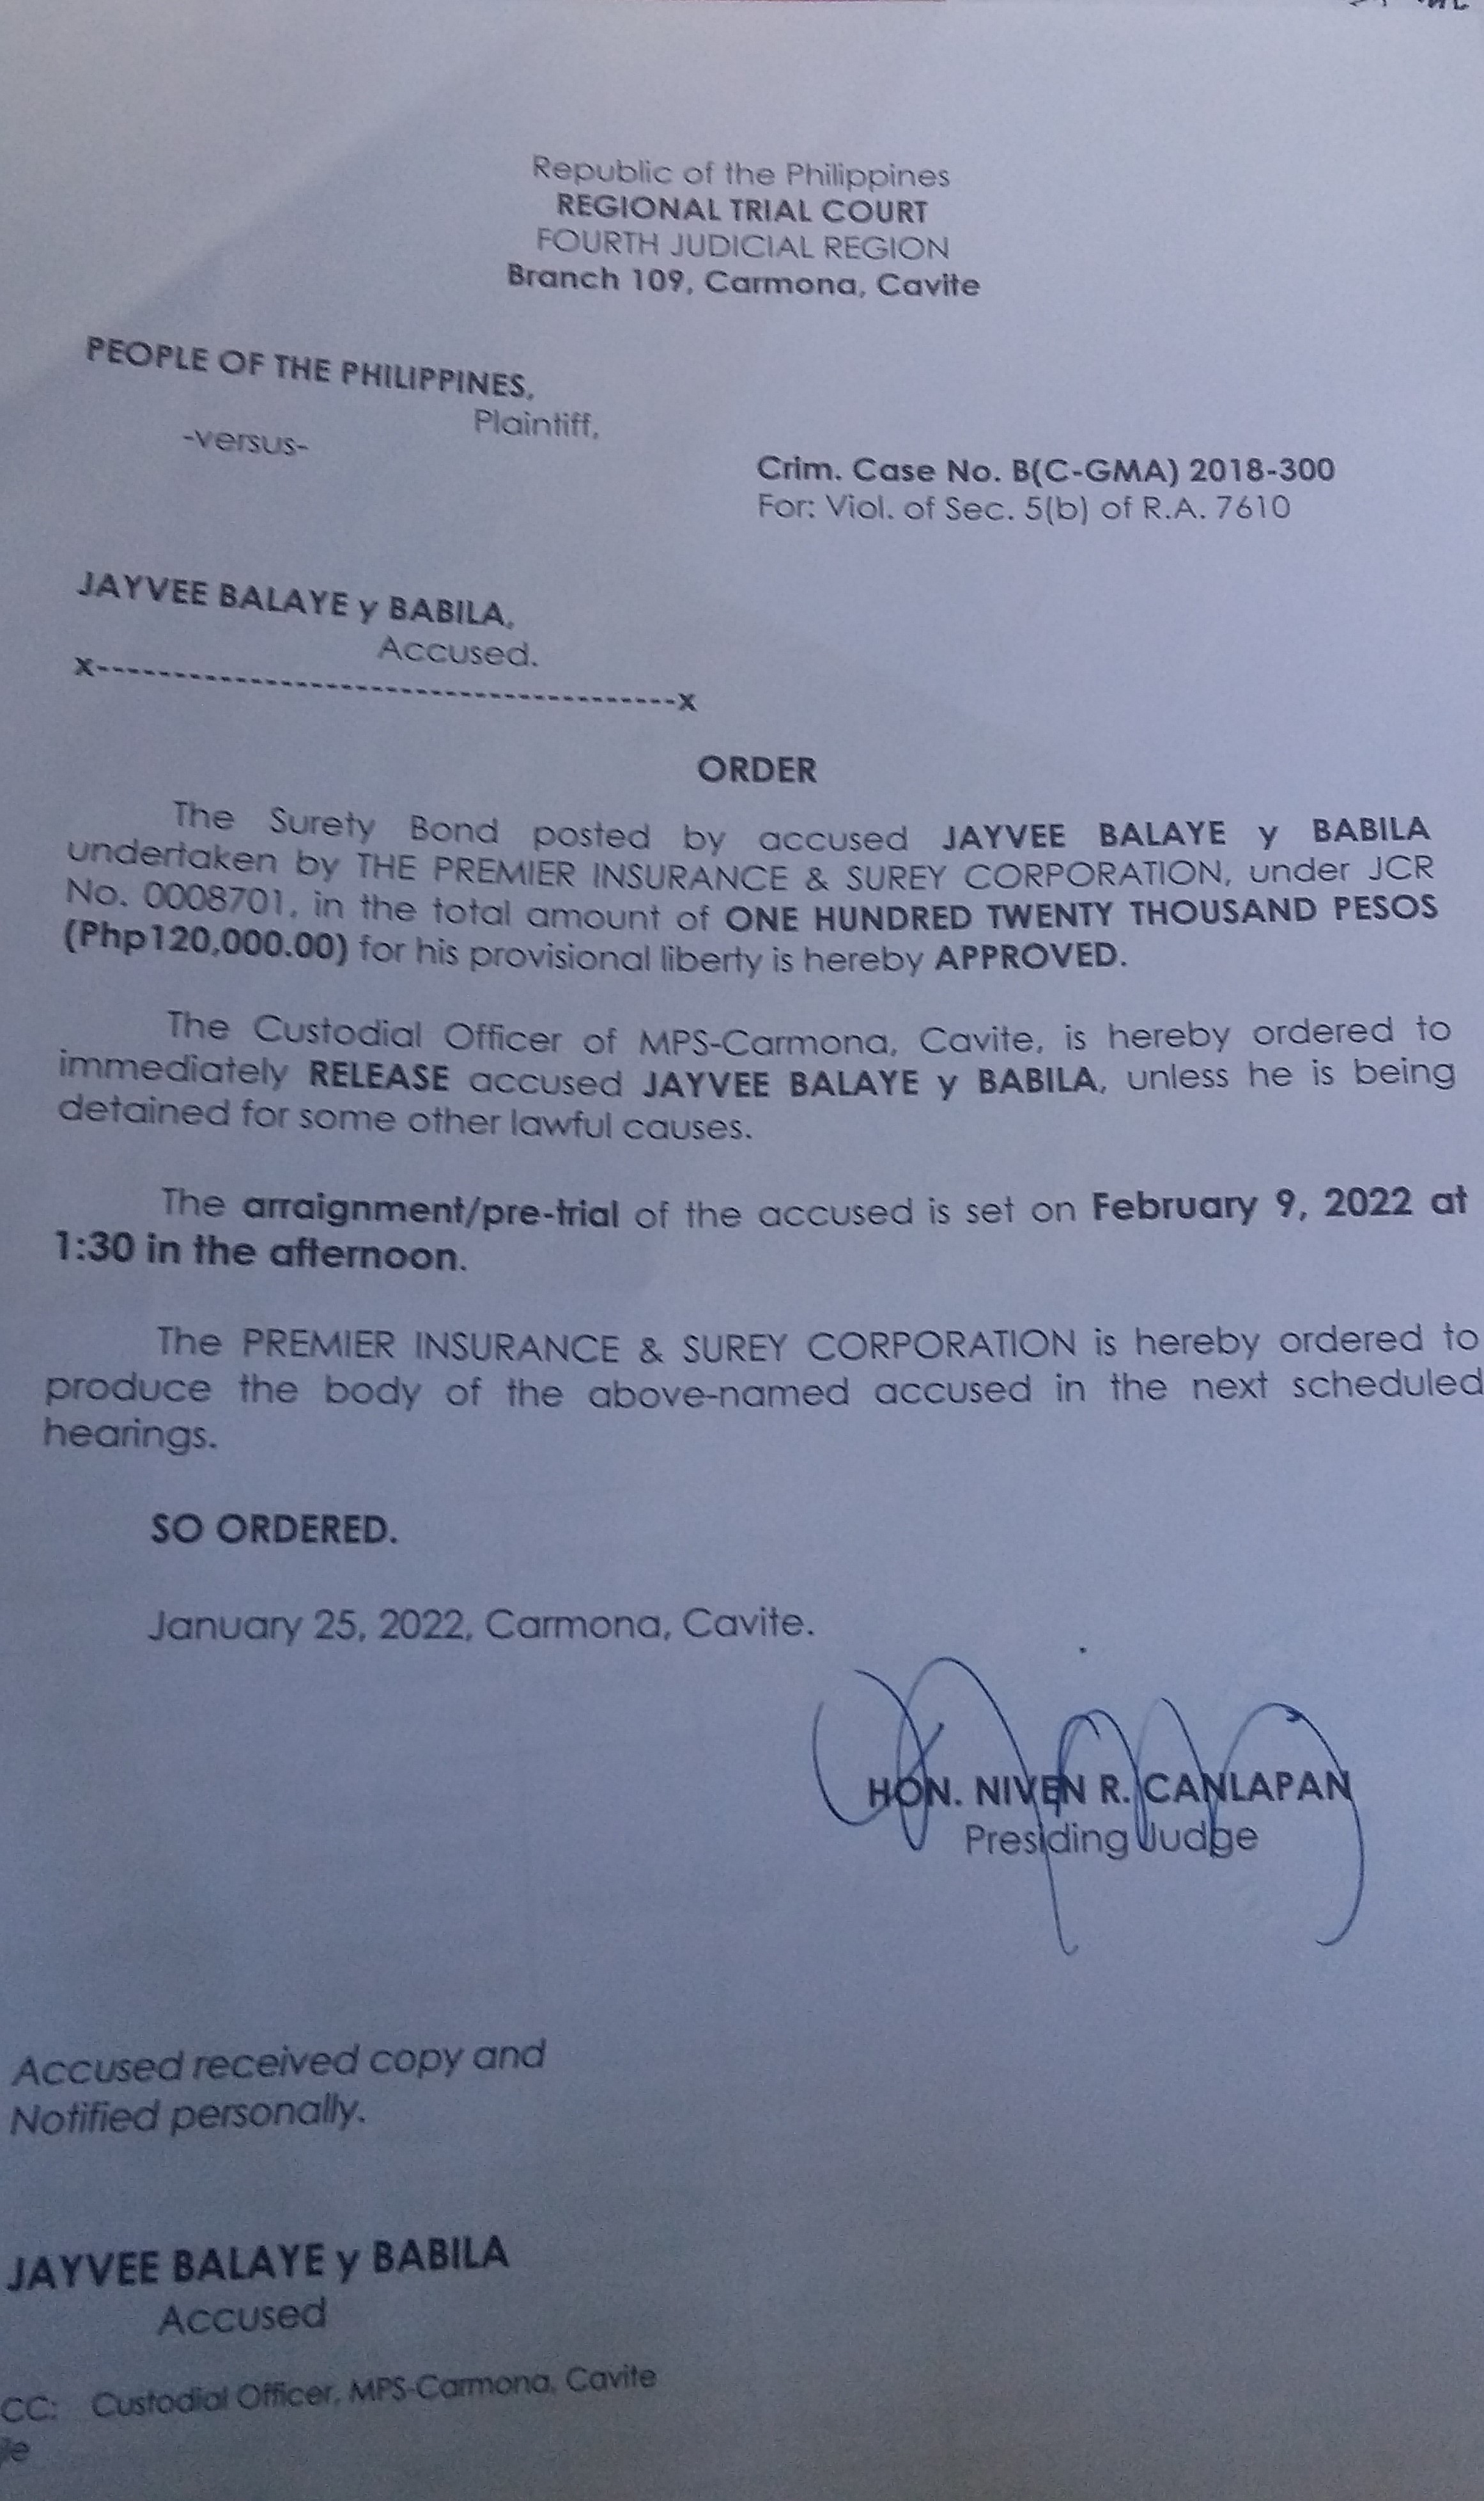 Republic of the Philippines
REGIONAL TRIAL COURT
FOURTH JUDICIAL REGION
Branch 109, Carmona, Cavite
PEOPLE OF THE PHILIPPINES,
Plaintiff,
-versus-
Crim. Case No. B(C-GMA) 2018-300
For: Viol. of Sec. 5(b) of R.A. 7610
JAYVEE BALAYE y BABILA,
Accused.
x---------------------------------------x
ORDER
The Surety Bond posted by accused JAYVEE BALAYE y BABILA
undertaken by THE PREMIER INSURANCE & SUREY CORPORATION, under JCR
No. 0008701, in the total amount of ONE HUNDRED TWENTY THOUSAND PESOS
(Php120,000.00) for his provisional liberty is hereby APPROVED.
The Custodial Officer of MPS-Carmona, Cavite, is hereby ordered to
immediately RELEASE accused JAYVEE BALAYE y BABILA, unless he is being
detained for some other lawful causes.
The arraignment/pre-trial of the accused is set on February 9, 2022 at
1:30 in the afternoon.
The PREMIER INSURANCE & SUREY CORPORATION is hereby ordered to
produce the body of the above-named accused in the next scheduled
hearings.
SO ORDERED.
January 25, 2022, Carmona, Cavite.
HON. NIVEN R. CANLAPAN
Presiding Judge
Accused received copy and
Notified personally.
JAYVEE BALAYE y BABILA
Accused
CC: Custodial Officer, MPS-Carmona, Cavite